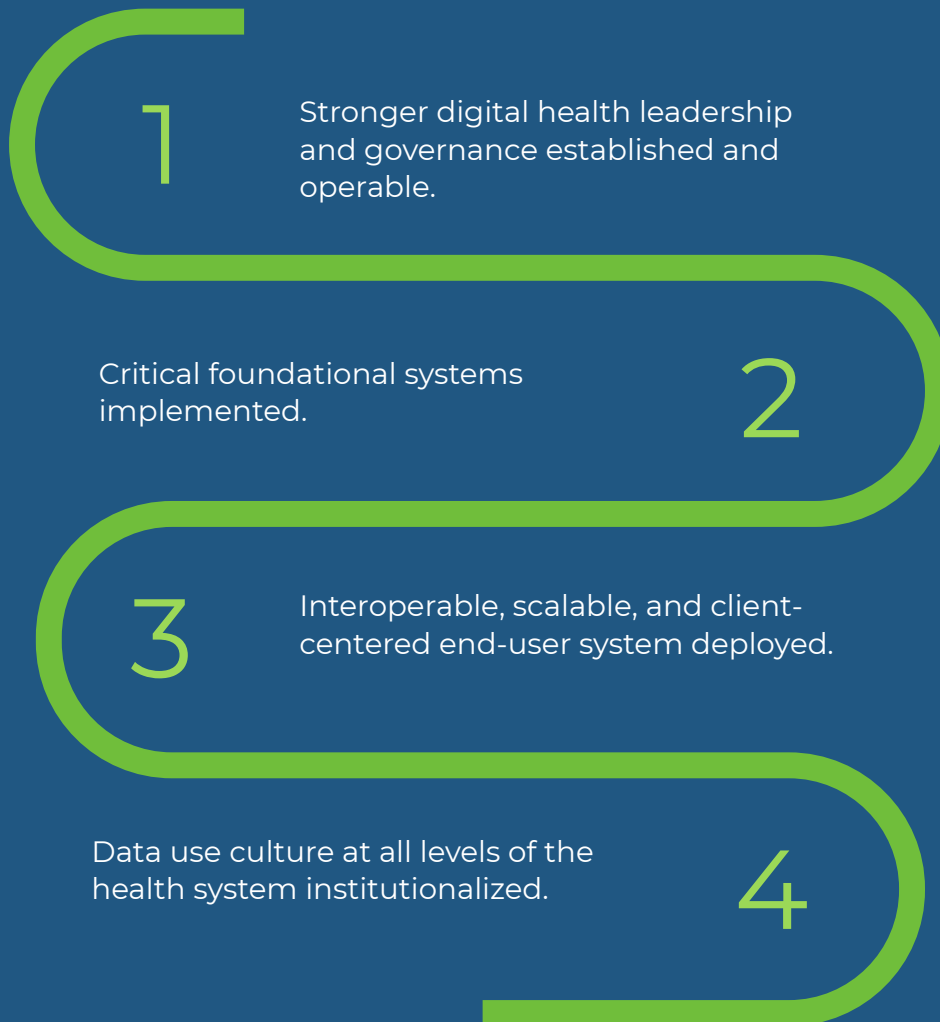 1
Stronger digital health leadership
and governance established and
operable.
Critical foundational systems
implemented.
2
3
Interoperable, scalable, and client-
centered end-user system deployed.
Data use culture at all levels of the
health system institutionalized.
4